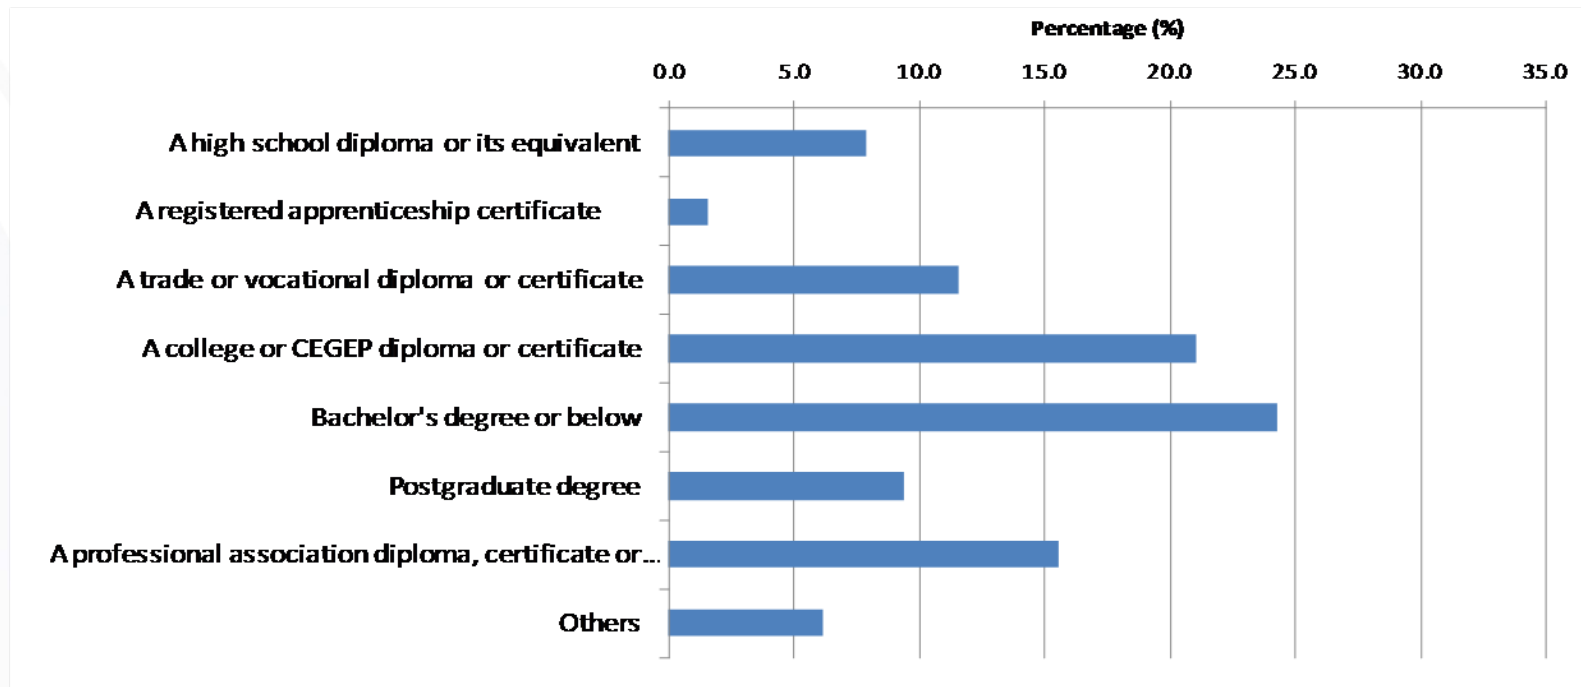 Percentage (%)
0.0 5.0 10.0 15.0 20.0 25.0 30.0 35.0
A high school diploma or its equivalent
A registered apprenticeship certificate
A trade or vocational diploma or certificate
A college or CEGEP diploma or certificate
Bachelor's degree or below
Postgraduate degree
A professional association diploma, certificate or...
Others